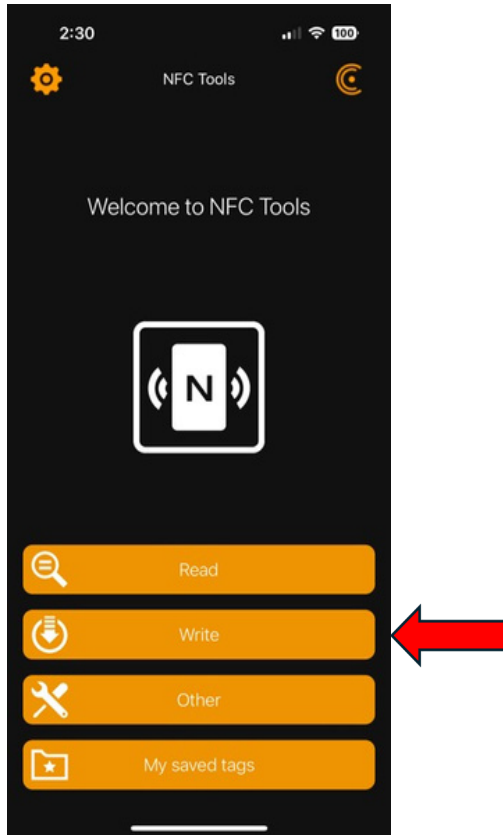 2:30
100
NFC Tools
Welcome to NFC Tools
N
Read
Write
Other
My saved tags